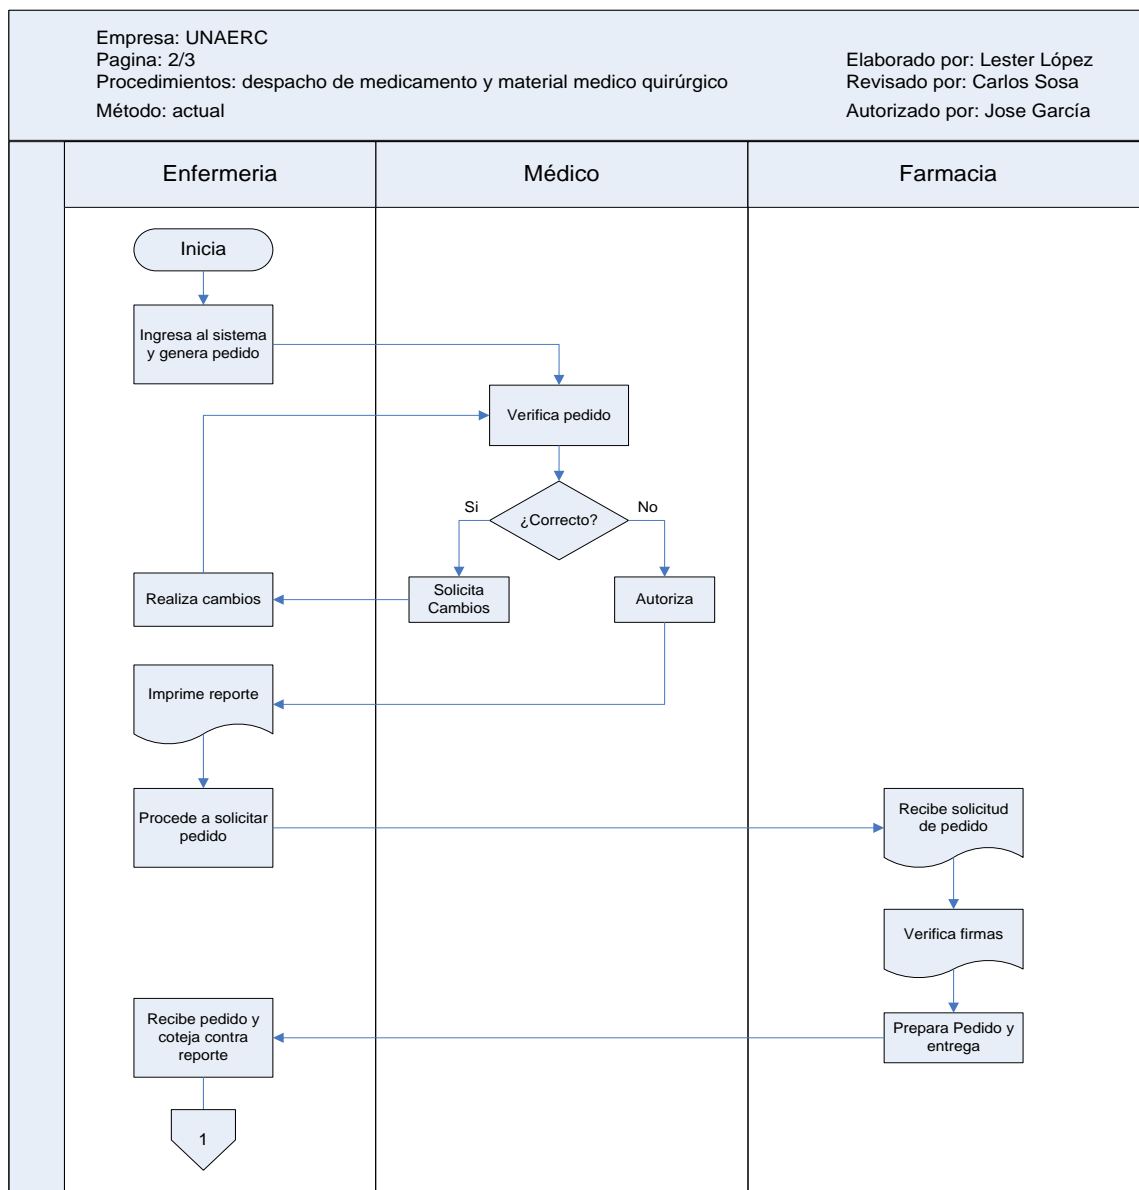 Empresa: UNAERC
Pagina: 2/3
Procedimientos: despacho de medicamento y material medico quirúrgico
Método: actual
Elaborado por: Lester López
Revisado por: Carlos Sosa
Autorizado por: Jose García
Enfermeria
Médico
Farmacia
Inicia
Ingresa al sistema
y genera pedido
Verifica pedido
¿Correcto?
Si
No
Realiza cambios
Solicita
Cambios
Autoriza
Imprime reporte
Procede a solicitar
pedido
Recibe solicitud
de pedido
Verifica firmas
Recibe pedido y
coteja contra
reporte
Prepara Pedido y
entrega
1